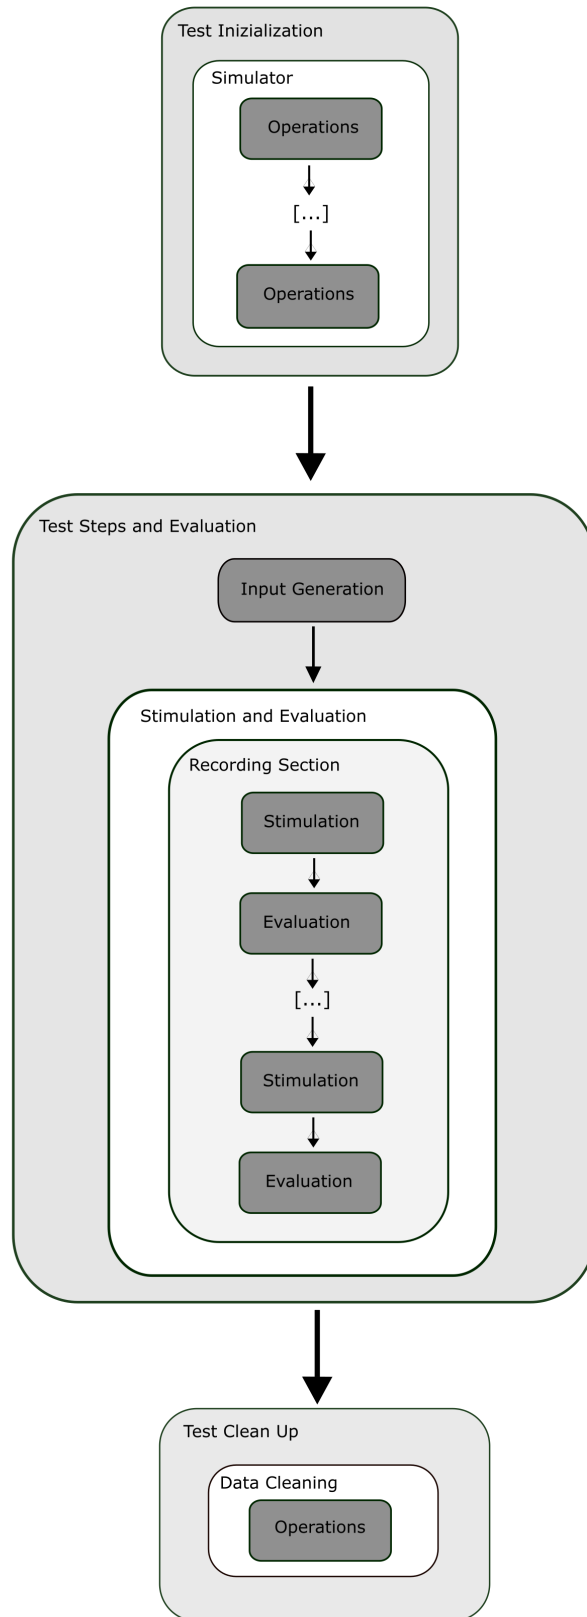 Test Inizialization
Simulator
Operations
[...]
Operations
Test Steps and Evaluation
Input Generation
Stimulation and Evaluation
Recording Section
Stimulation
Evaluation
[...]
Stimulation
Evaluation
Test Clean Up
Data Cleaning
Operations